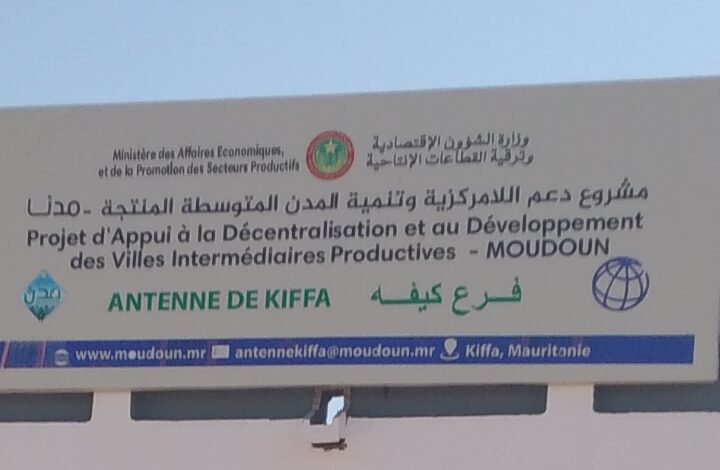 Ministère des Affaires Economiques,
et de la Promotion des Secteurs Productifs
وزارة الشؤون الإقتصادية
وترقية القطاعات الإنتاجية
مشروع دعم اللامركزية وتنمية المدن المتوسطة المنتجة - مدننا
Projet d'Appui à la Décentralisation et au Développement
des Villes Intermédiaires Productives - MOUDOUN
مدن
ANTENNE DE KIFFA
فرع كيفه
www.moudoun.mr antennekiffa@moudoun.mr Kiffa, Mauritanie